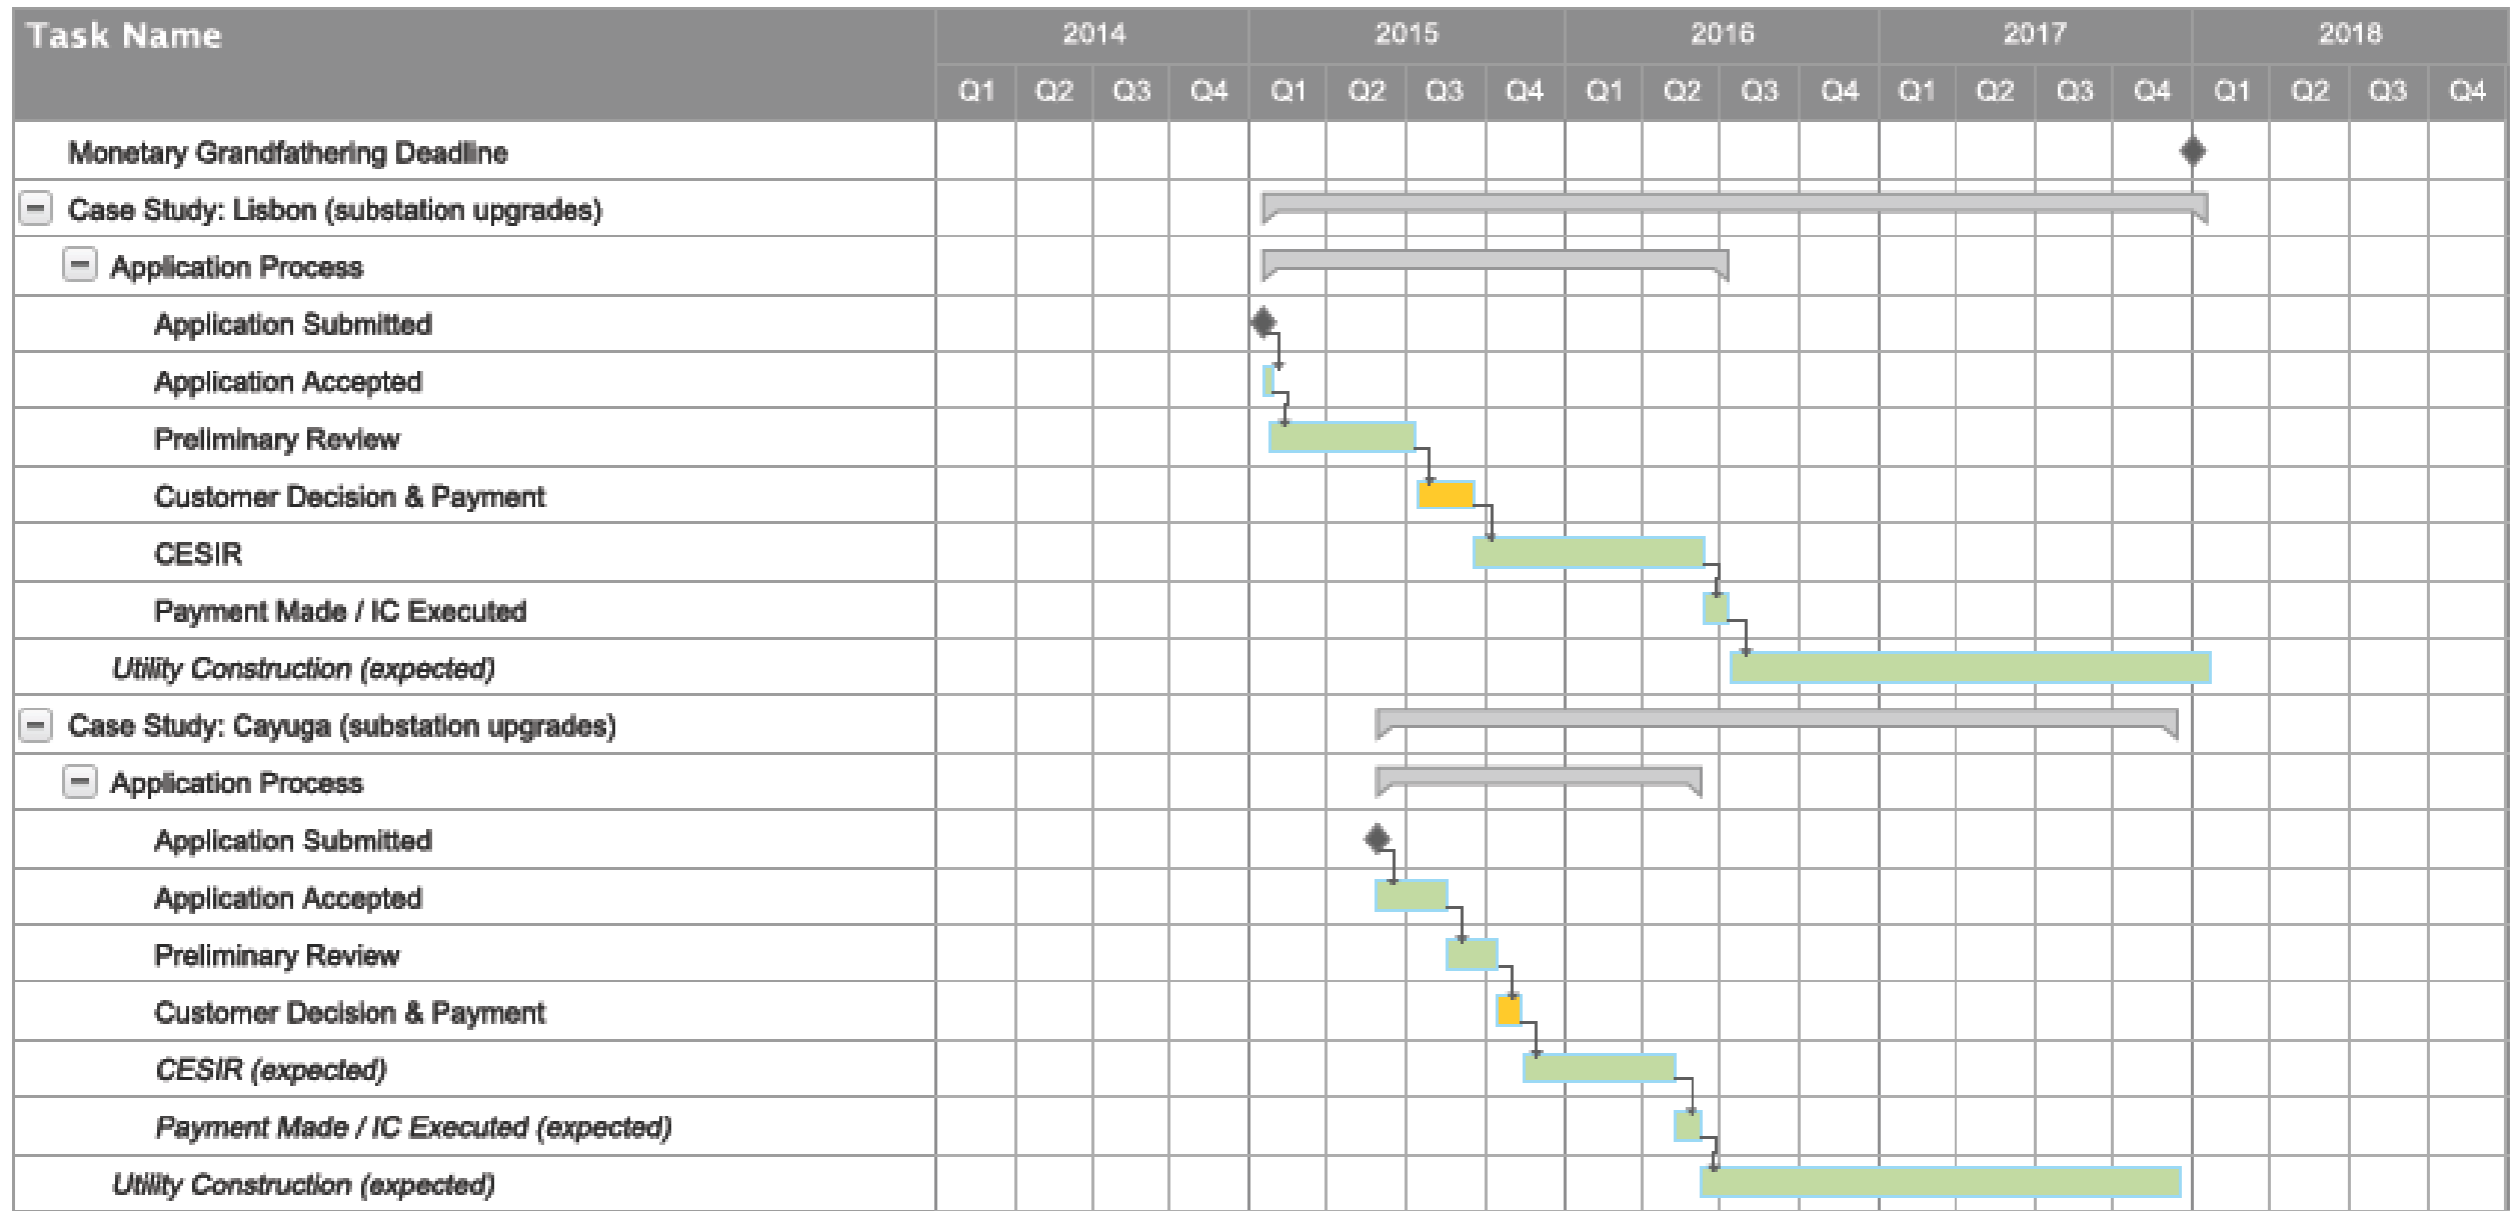 Task Name 2014 2015 2016 2017 2018
Q1 Q2 Q3 Q4 Q1 Q2 Q3 Q4 Q1 Q2 Q3 Q4 Q1 Q2 Q3 Q4 Q1 Q2 Q3 Q4
Monetary Grandfathering Deadline
Case Study: Lisbon (substation upgrades)
Application Process
Application Submitted
Application Accepted
Preliminary Review
Customer Decision & Payment
CESIR
Payment Made / IC Executed
Utility Construction (expected)
Case Study: Cayuga (substation upgrades)
Application Process
Application Submitted
Application Accepted
Preliminary Review
Customer Decision & Payment
CESIR (expected)
Payment Made / IC Executed (expected)
Utility Construction (expected)